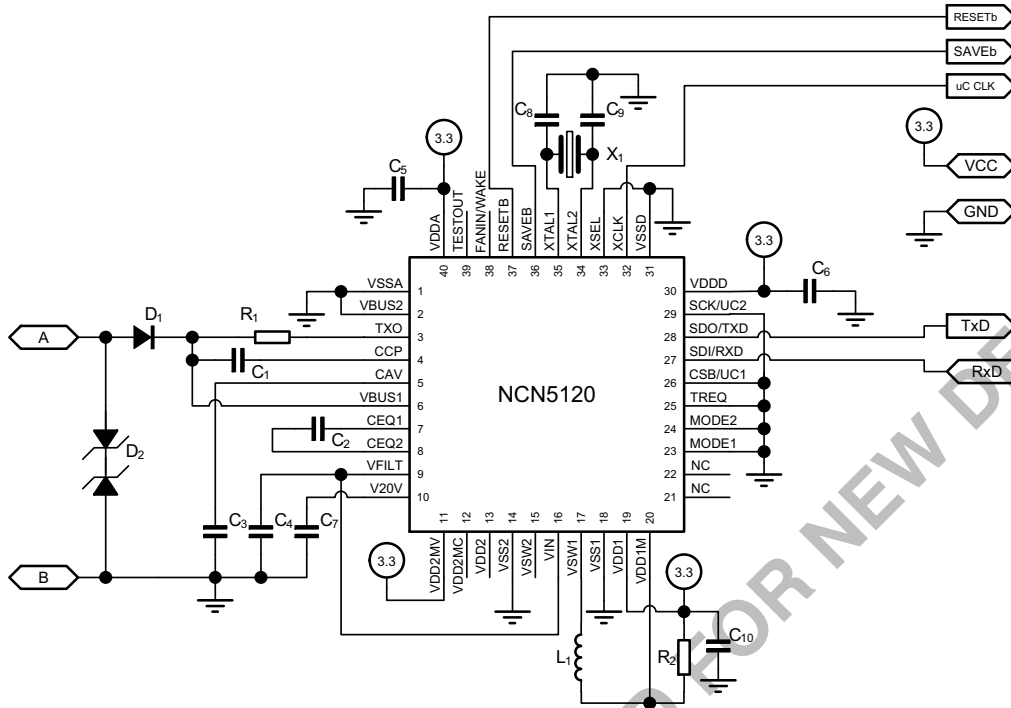 RESETb
SAVEb
uC CLK
3.3
VCC
GND
C8
C9
X1
3.3
C5
VDDA
TESTOUT
FANIN/WAKE
RESETB
SAVEB
XTAL1
XTAL2
XSEL
XCLK
VSSD
40
39
38
37
36
35
34
33
32
31
3.3
C6
VSSA
1
VBUS2
2
TXO
3
CCP
4
CAV
5
VBUS1
6
CEQ1
7
CEQ2
8
VFILT
9
V20V
10
NCN5120
30
VDDD
29
SCK/UC2
28
SDO/TXD
27
SDI/RXD
26
CSB/UC1
25
TREQ
24
MODE2
23
MODE1
22
NC
21
NC
TxD
RxD
A
D1
R1
C1
D2
C2
C3
C4
C7
B
11
12
13
14
15
16
17
18
19
20
VDD2MV
VDD2MC
VDD2
VSS2
VSW2
VIN
VSW1
VSS1
VDD1
VDD1M
3.3
3.3
L1
R2
C10
FOR NEW DE